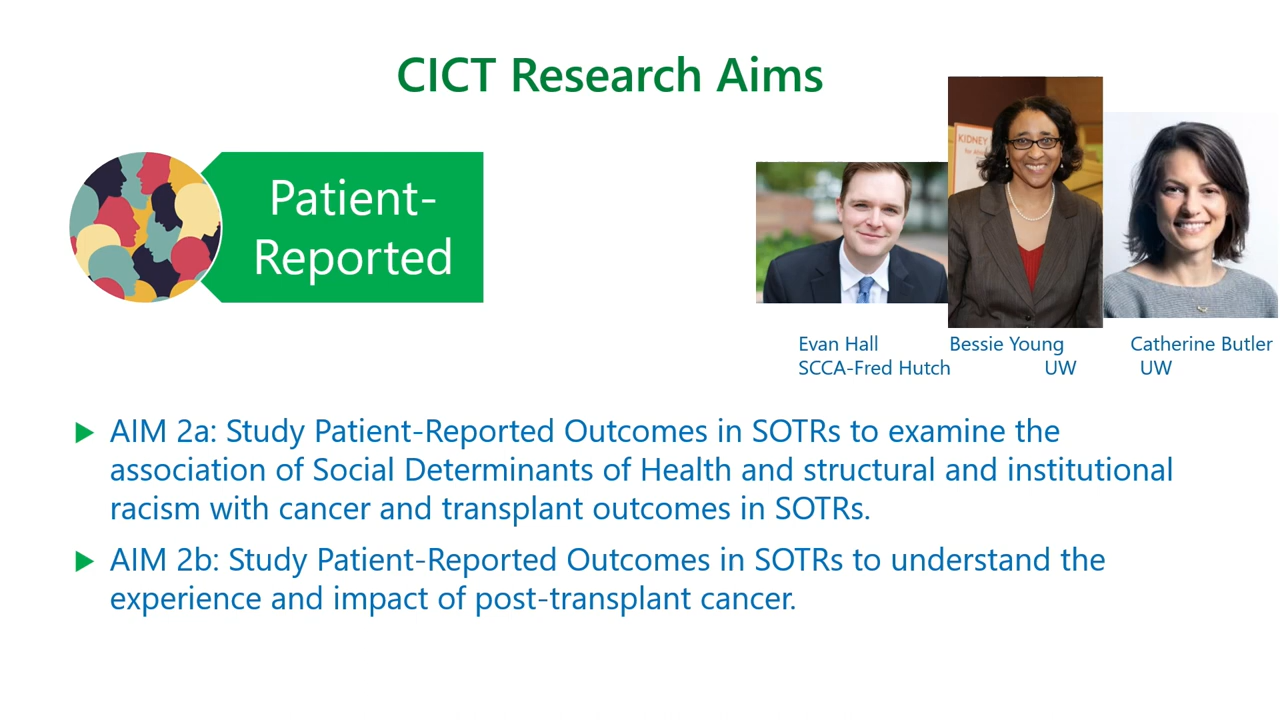 CICT Research Aims
Patient-
Reported
KIDNEY
Evan Hall
SCCA-Fred Hutch
Bessie Young
UW
Catherine Butler
UW
AIM 2a: Study Patient-Reported Outcomes in SOTRs to examine the
association of Social Determinants of Health and structural and institutional
racism with cancer and transplant outcomes in SOTRs.
AIM 2b: Study Patient-Reported Outcomes in SOTRs to understand the
experience and impact of post-transplant cancer.